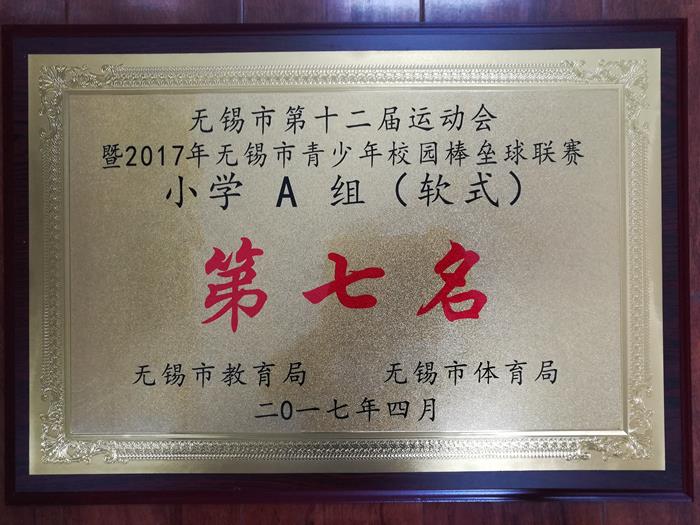 无锡市第十二届运动会
暨2017年无锡市青少年校园棒垒球联赛
小学 A 组（软式）
第七名
无锡市教育局 无锡市体育局
二0一七年四月